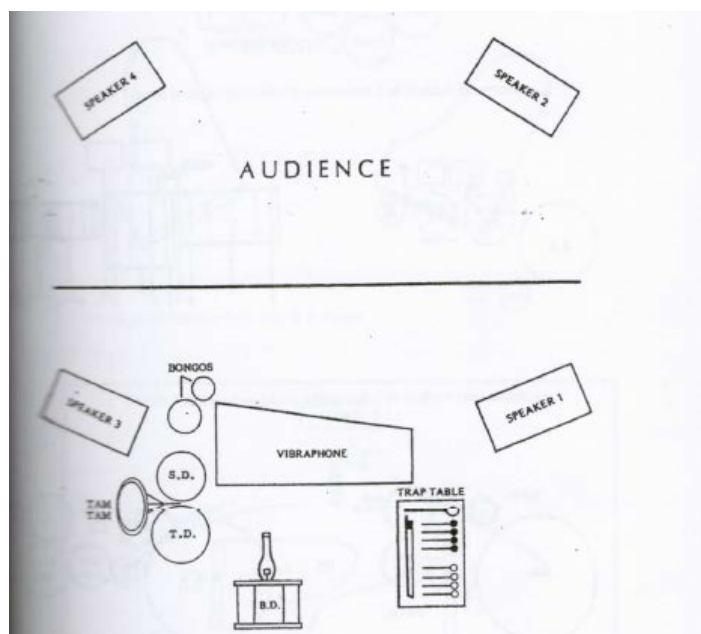 SPEAKER 4
SPEAKER 2
AUDIENCE
BONGOS
SPEAKER 3
SPEAKER 1
VIBRAPHONE
S.D.
TRAP TABLE
TAM
TAM
T.D.
B.D.